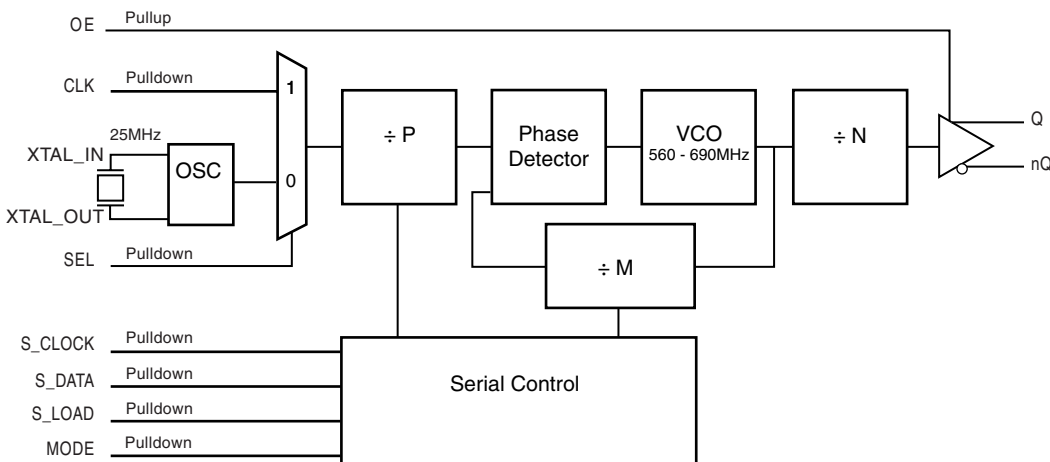 OE Pullup
CLK Pulldown
1
25MHz
XTAL_IN
OSC
0
XTAL_OUT
SEL Pulldown
÷ P
Phase
Detector
VCO
560 - 690MHz
÷ N
Q
nQ
÷ M
S_CLOCK Pulldown
S_DATA Pulldown
S_LOAD Pulldown
MODE Pulldown
Serial Control